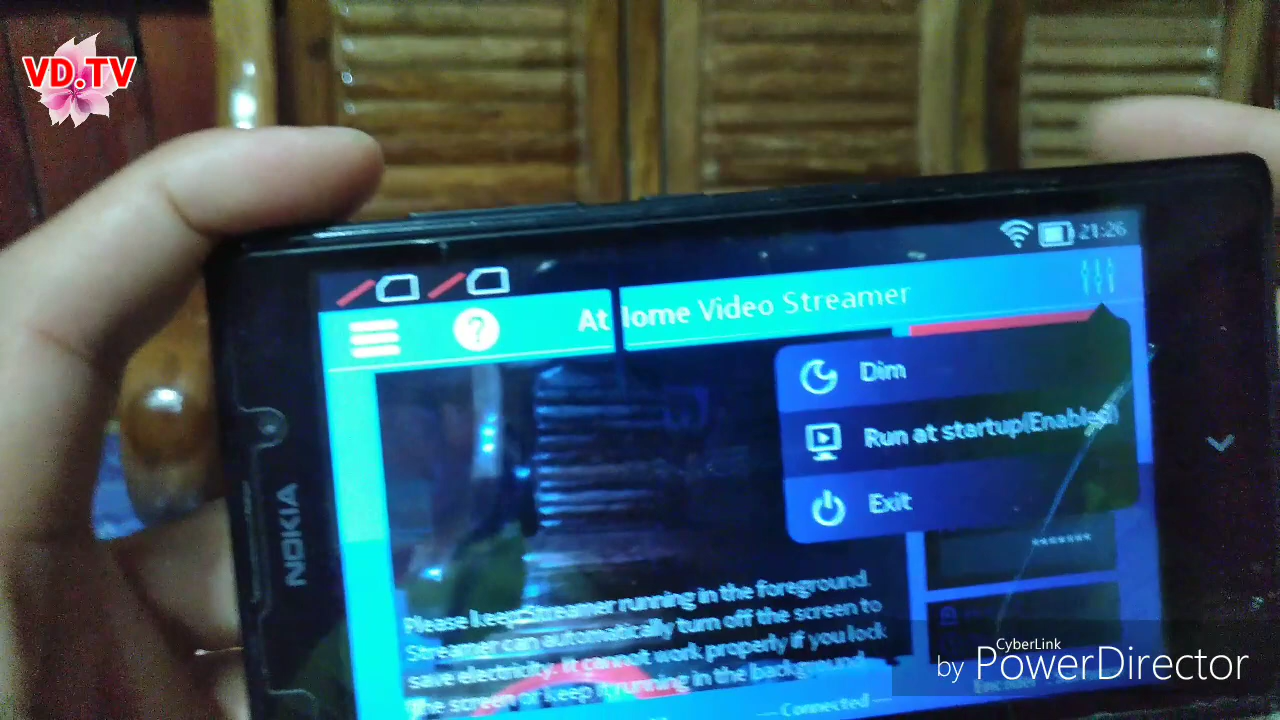 VD.TV
21:26
At Home Video Streamer
Dim
Run at startup(Enabled)
Exit
*******
NOKIA
Please keep Streamer running in the foreground.
Streamer can automatically turn off the screen to
save electricity. It cannot work properly if you lock
the screen or keep it running in the background.
Connected
CyberLink
by PowerDirector